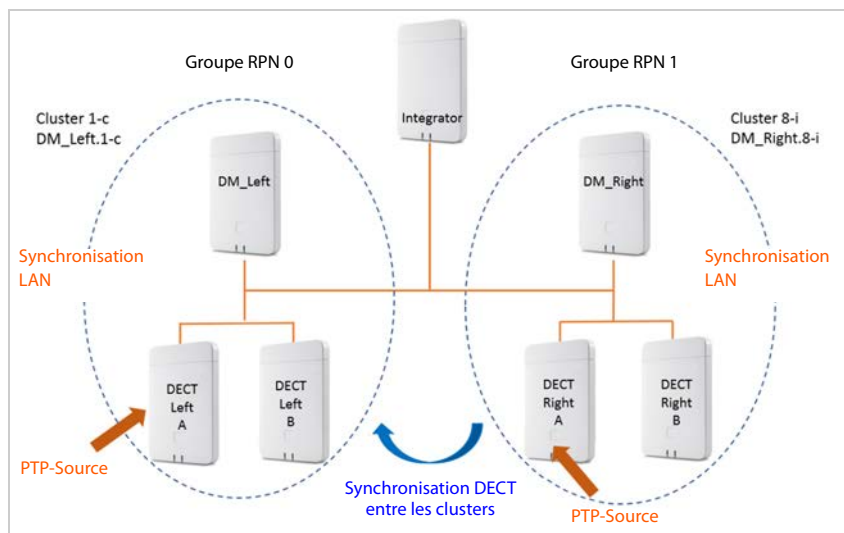 Groupe RPN 0
Groupe RPN 1
Integrator
Cluster 1-c
DM_Left.1-c
Cluster 8-i
DM_Right.8-i
DM_Left
DM_Right
Synchronisation
LAN
Synchronisation
LAN
DECT
Left
A
DECT
Left
B
DECT
Right
A
DECT
Right
B
PTP-Source
Synchronisation DECT
entre les clusters
PTP-Source